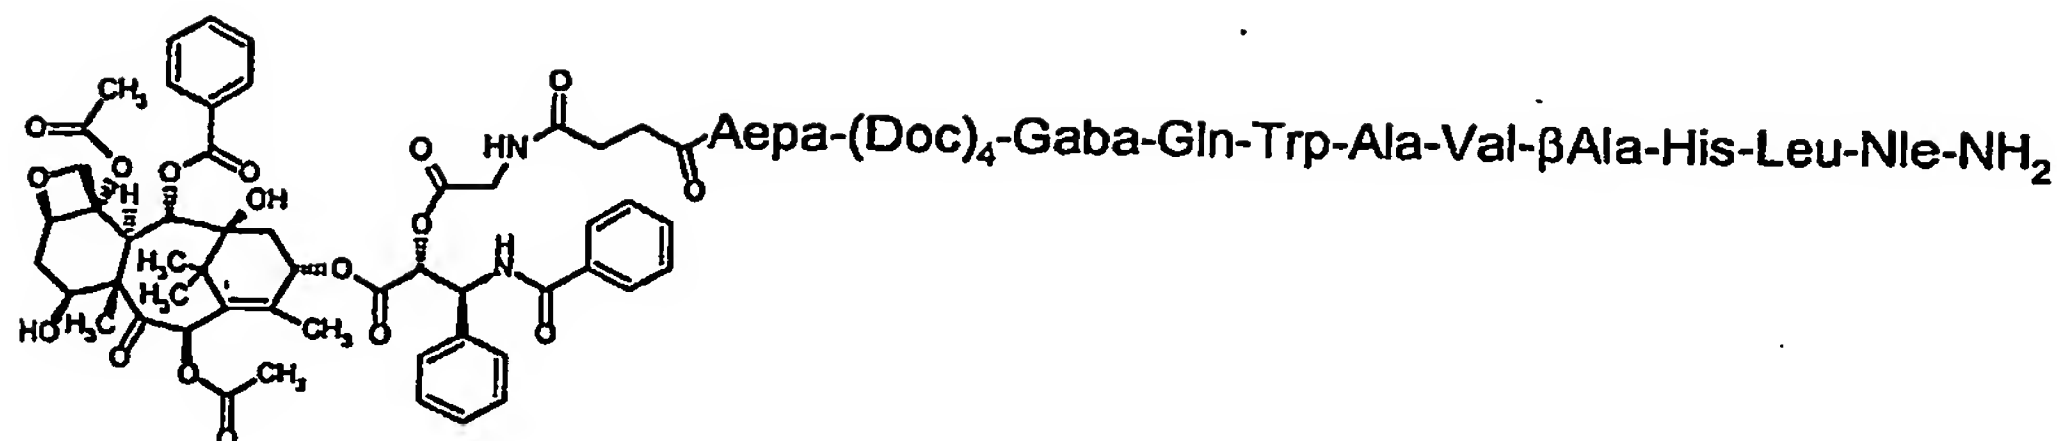 Aepa-(Doc)4-Gaba-Gln-Trp-Ala-Val-βAla-His-Leu-Nle-NH2
O
CH3
O
HN
O
O
O
O
O
O
O
H
OH
O
H3C
H3C
O
O
H
N
O
HO
H3C
O
CH3
O
O
CH3
O